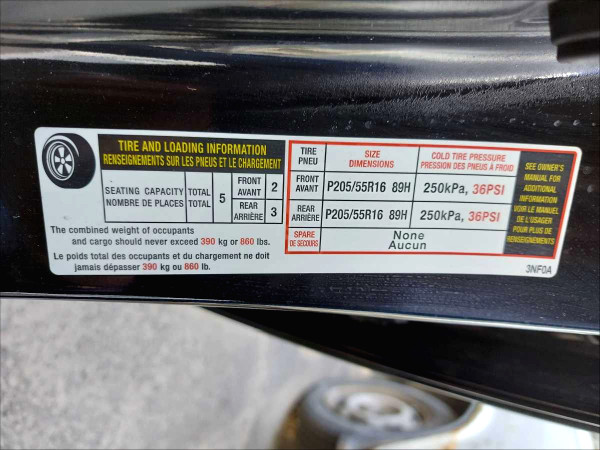 TIRE AND LOADING INFORMATION
RENSEIGNEMENTS SUR LES PNEUS ET LE CHARGEMENT
SEATING CAPACITY
NOMBRE DE PLACES
TOTAL
TOTAL
5
FRONT
AVANT
2
REAR
ARRIÈRE
3
The combined weight of occupants
and cargo should never exceed 390 kg or 860 lbs.
Le poids total des occupants et du chargement ne doit
jamais dépasser 390 kg ou 860 lb.
TIRE
PNEU
SIZE
DIMENSIONS
COLD TIRE PRESSURE
PRESSION DES PNEUS À FROID
FRONT
AVANT
P205/55R16 89H
250kPa, 36PSI
REAR
ARRIÈRE
P205/55R16 89H
250kPa, 36PSI
SPARE
DE SECOURS
None
Aucun
SEE OWNER'S
MANUAL FOR
ADDITIONAL
INFORMATION
VOIR LE MANUEL
DE L'USAGER
POUR PLUS DE
RENSEIGNEMENTS
3NF0A